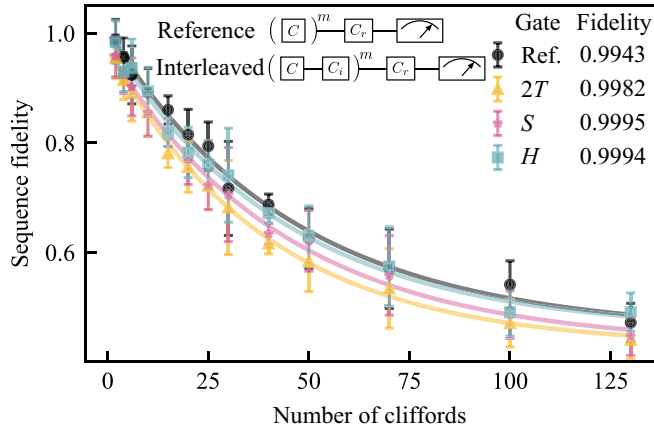 Reference ( C )^m C_r
Interleaved ( C C_i )^m C_r
Gate Fidelity
Ref. 0.9943
2T 0.9982
S 0.9995
H 0.9994
Sequence fidelity
1.0
0.8
0.6
0 25 50 75 100 125
Number of cliffords